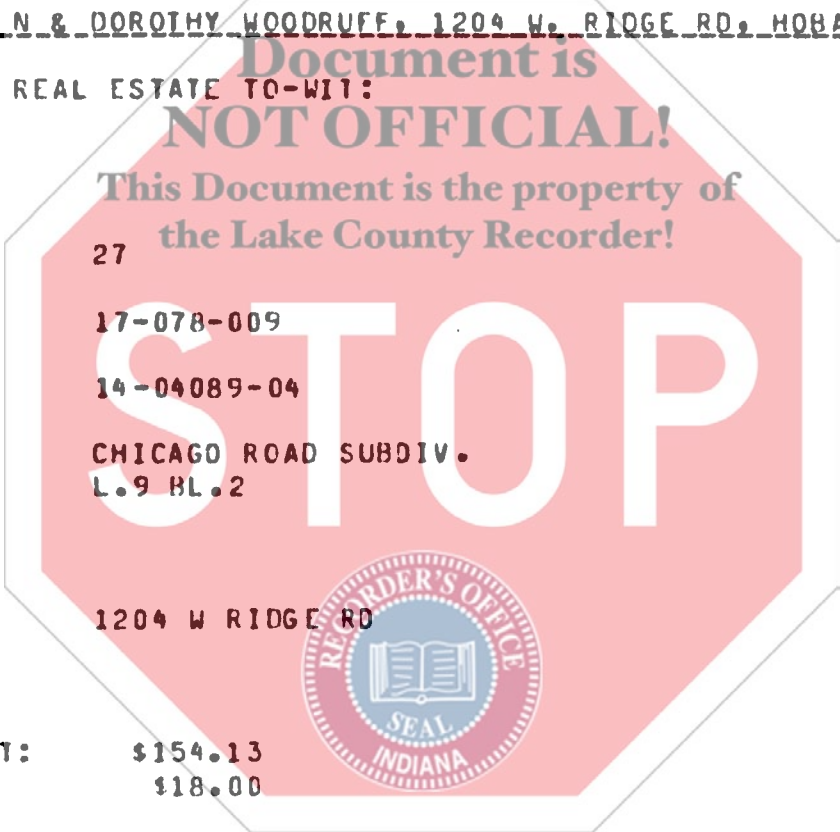 N & DOROTHY WOODRUFF, 1204 W. RIDGE RD, HOBA
Document is
REAL ESTATE TO-WIT:
NOT OFFICIAL!
This Document is the property of
the Lake County Recorder!
27
17-078-009
STOP
14-04089-04
CHICAGO ROAD SUBDIV.
L.9 BL.2
RECORDER'S OFFICE
1204 W RIDGE RD
SEAL
INDIANA
T: $154.13
$18.00